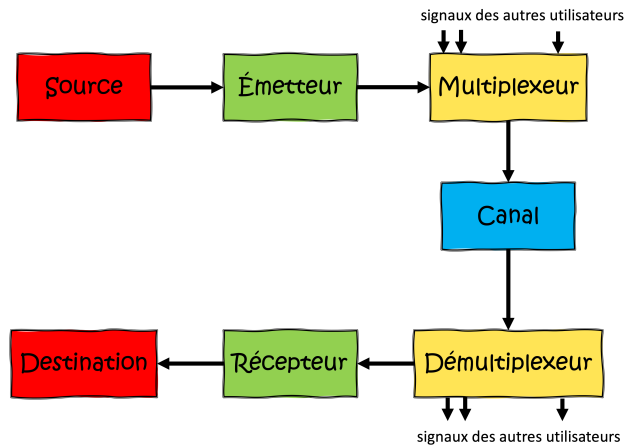 signaux des autres utilisateurs
Source
Émetteur
Multiplexeur
Canal
Démultiplexeur
Récepteur
Destination
signaux des autres utilisateurs